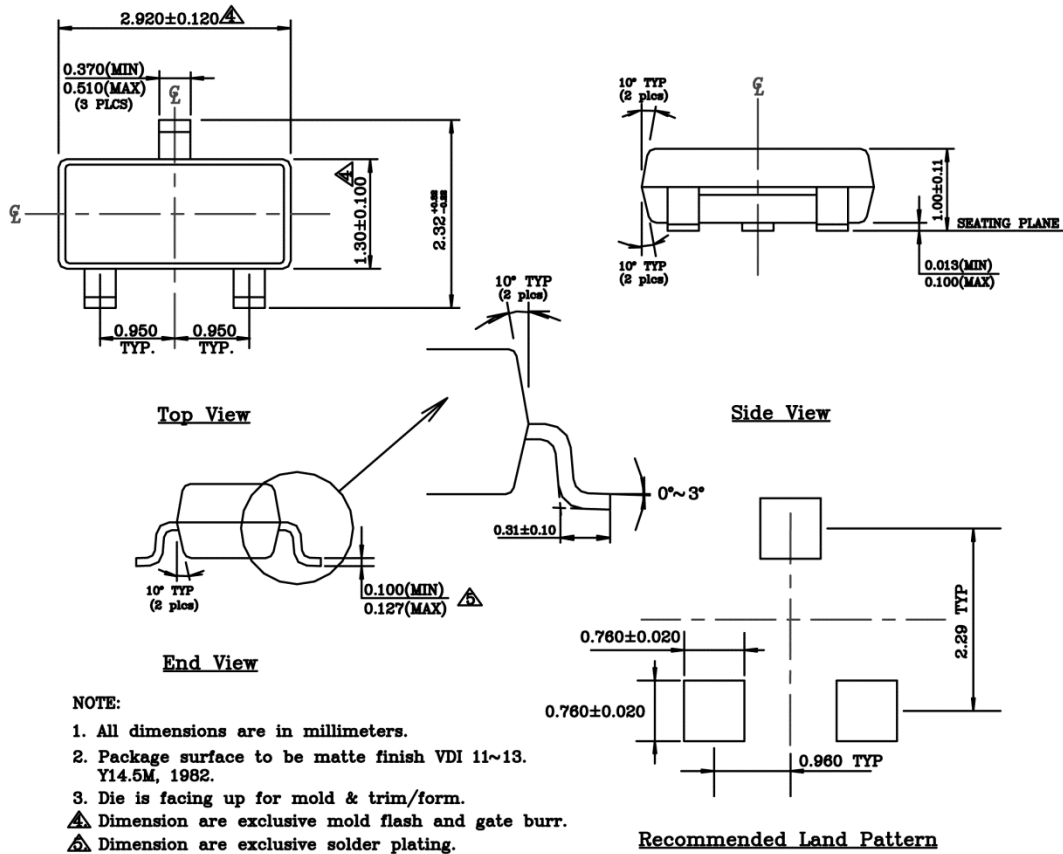 2.920±0.120 4
0.370(MIN)
0.510(MAX)
(3 PLCS)
℄
℄
4
1.30±0.100
2.32
0.950
TYP.
0.950
TYP.
Top View
10° TYP
(2 plcs)
℄
1.00±0.11
SEATING PLANE
0.013(MIN)
0.100(MAX)
10° TYP
(2 plcs)
Side View
10° TYP
(2 plcs)
0°~3°
0.31±0.10
10° TYP
(2 plcs)
0.100(MIN)
0.127(MAX) 5
End View
0.760±0.020
0.760±0.020
2.29 TYP
0.960 TYP
Recommended Land Pattern
NOTE:
1. All dimensions are in millimeters.
2. Package surface to be matte finish VDI 11~13.
Y14.5M, 1982.
3. Die is facing up for mold & trim/form.
4. Dimension are exclusive mold flash and gate burr.
5. Dimension are exclusive solder plating.